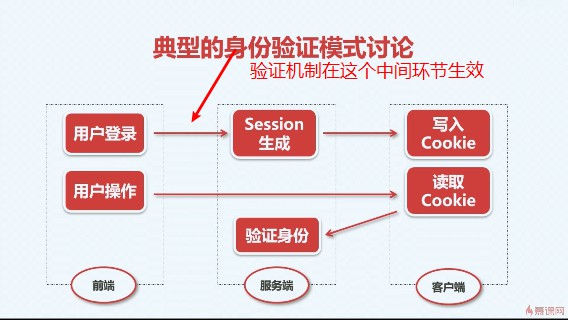 典型的身份验证模式讨论
验证机制在这个中间环节生效
用户登录
Session
生成
写入
Cookie
用户操作
读取
Cookie
验证身份
前端
服务端
客户端
慕课网